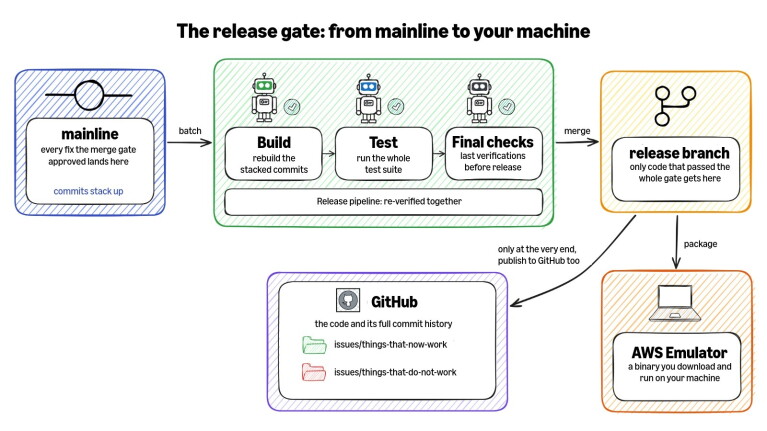 The release gate: from mainline to your machine
mainline
every fix the merge gate
approved lands here
commits stack up
batch
Build
rebuild the
stacked commits
Test
run the whole
test suite
Final checks
last verifications
before release
Release pipeline: re-verified together
merge
release branch
only code that passed the
whole gate gets here
only at the very end,
publish to GitHub too
package
GitHub
the code and its full commit history
issues/things-that-now-work
issues/things-that-do-not-work
AWS Emulator
a binary you download and
run on your machine